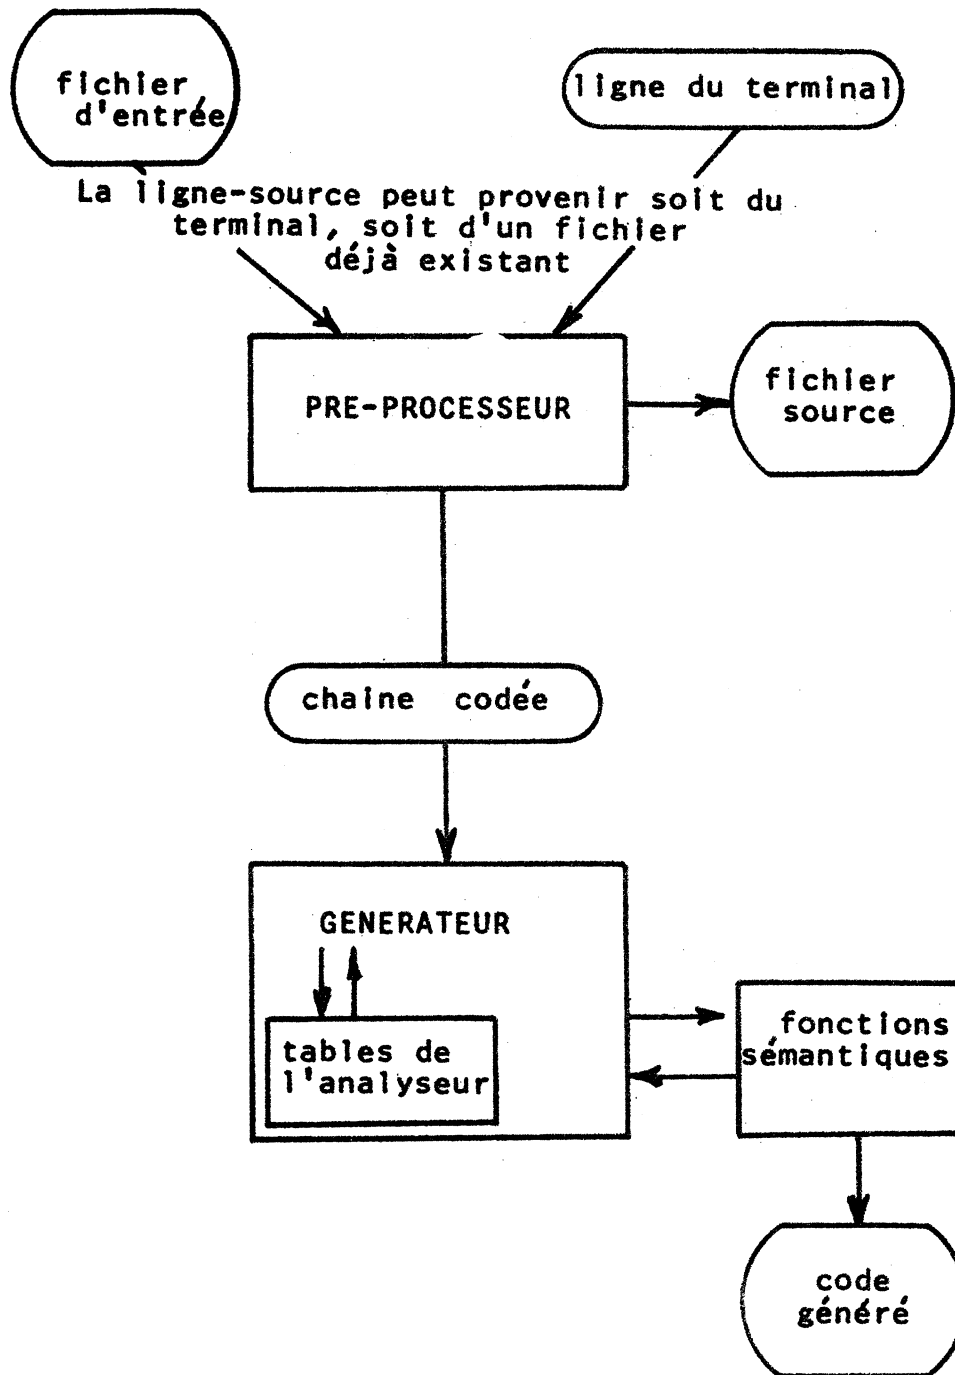 fichier
d'entrée
ligne du terminal
La ligne-source peut provenir soit du
terminal, soit d'un fichier
déjà existant
PRE-PROCESSEUR
fichier
source
chaine codée
GENERATEUR
tables de
l'analyseur
fonctions
sémantiques
code
généré